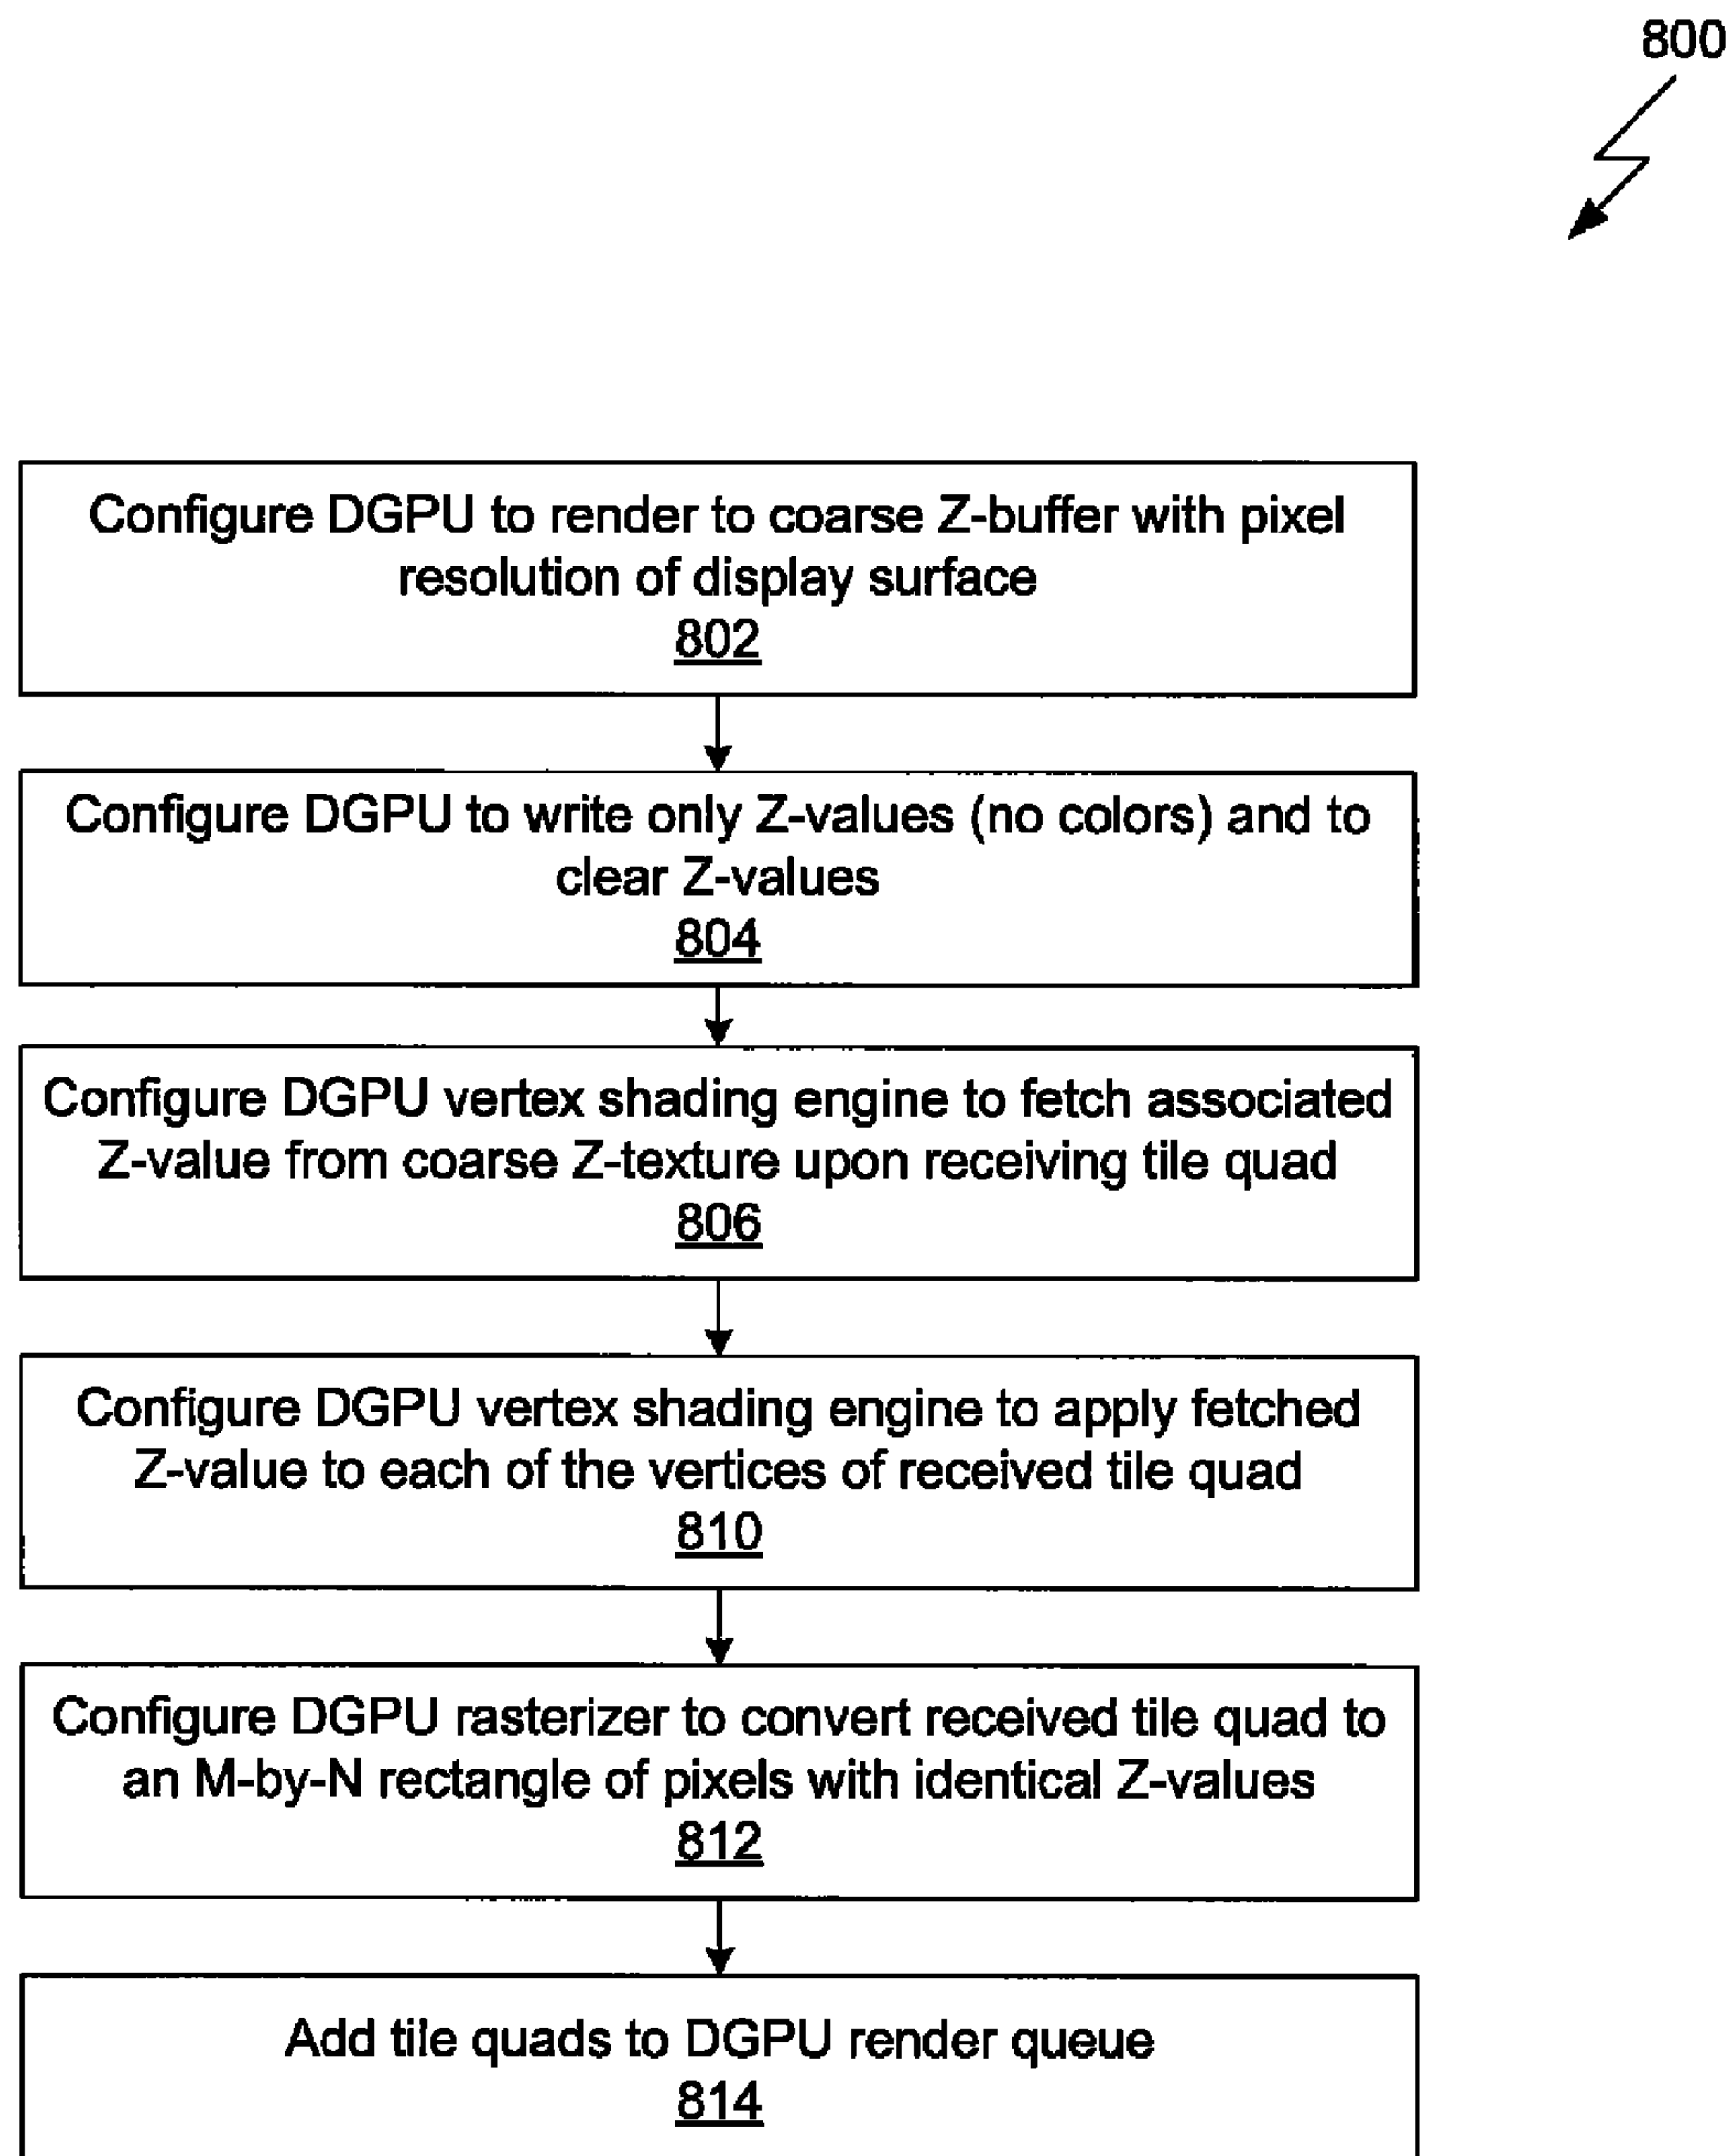 800
Configure DGPU to render to coarse Z-buffer with pixel
resolution of display surface
802
Configure DGPU to write only Z-values (no colors) and to
clear Z-values
804
Configure DGPU vertex shading engine to fetch associated
Z-value from coarse Z-texture upon receiving tile quad
806
Configure DGPU vertex shading engine to apply fetched
Z-value to each of the vertices of received tile quad
810
Configure DGPU rasterizer to convert received tile quad to
an M-by-N rectangle of pixels with identical Z-values
812
Add tile quads to DGPU render queue
814